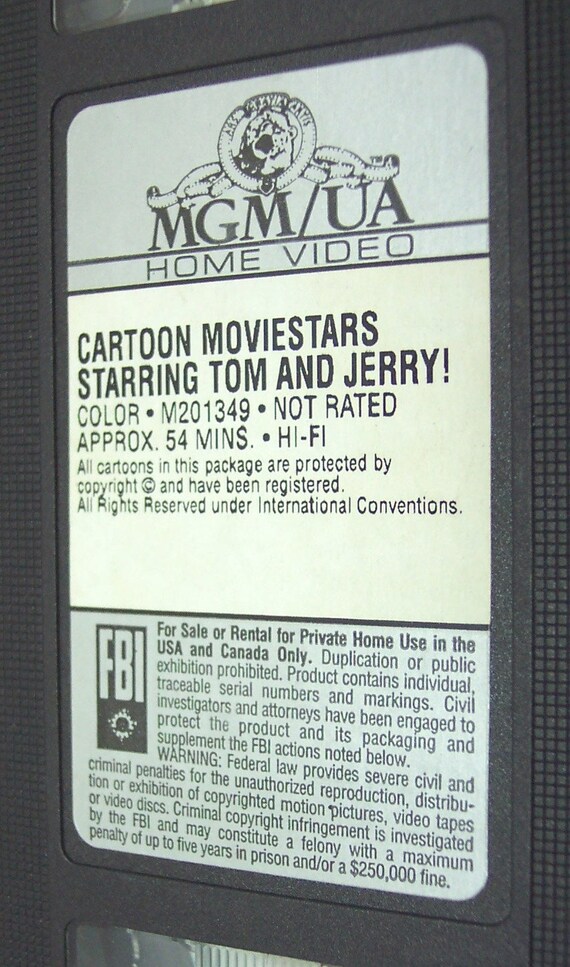 MGM/UA
HOME VIDEO
CARTOON MOVIESTARS
STARRING TOM AND JERRY!
COLOR • M201349 • NOT RATED
APPROX. 54 MINS. • HI-FI
All cartoons in this package are protected by
copyright © and have been registered.
All Rights Reserved under International Conventions.
FBI
For Sale or Rental for Private Home Use in the
USA and Canada Only. Duplication or public
exhibition prohibited. Product contains individual,
traceable serial numbers and markings. Civil
investigators and attorneys have been engaged to
protect the product and its packaging and
supplement the FBI actions noted below.
WARNING: Federal law provides severe civil and
criminal penalties for the unauthorized reproduction, distribu-
tion or exhibition of copyrighted motion pictures, video tapes
or video discs. Criminal copyright infringement is investigated
by the FBI and may constitute a felony with a maximum
penalty of up to five years in prison and/or a $250,000 fine.